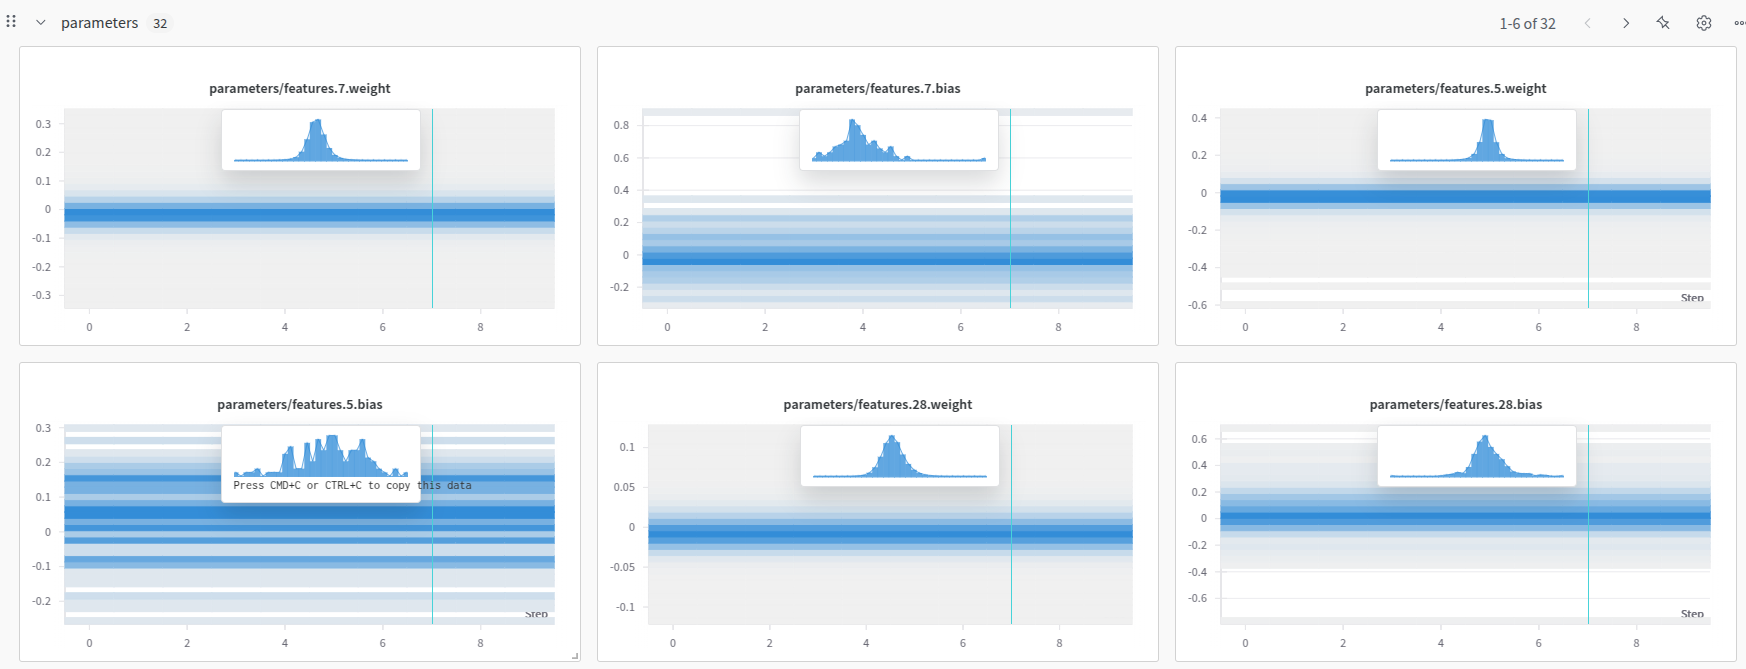 parameters 32
1-6 of 32
parameters/features.7.weight
0.3
0.2
0.1
0
-0.1
-0.2
-0.3
0 2 4 6 8
parameters/features.7.bias
0.8
0.6
0.4
0.2
0
-0.2
0 2 4 6 8
parameters/features.5.weight
0.4
0.2
0
-0.2
-0.4
-0.6
Step
0 2 4 6 8
parameters/features.5.bias
0.3
0.2
0.1
0
-0.1
-0.2
Press CMD+C or CTRL+C to copy this data
Step
0 2 4 6 8
parameters/features.28.weight
0.1
0.05
0
-0.05
-0.1
0 2 4 6 8
parameters/features.28.bias
0.6
0.4
0.2
0
-0.2
-0.4
-0.6
Step
0 2 4 6 8